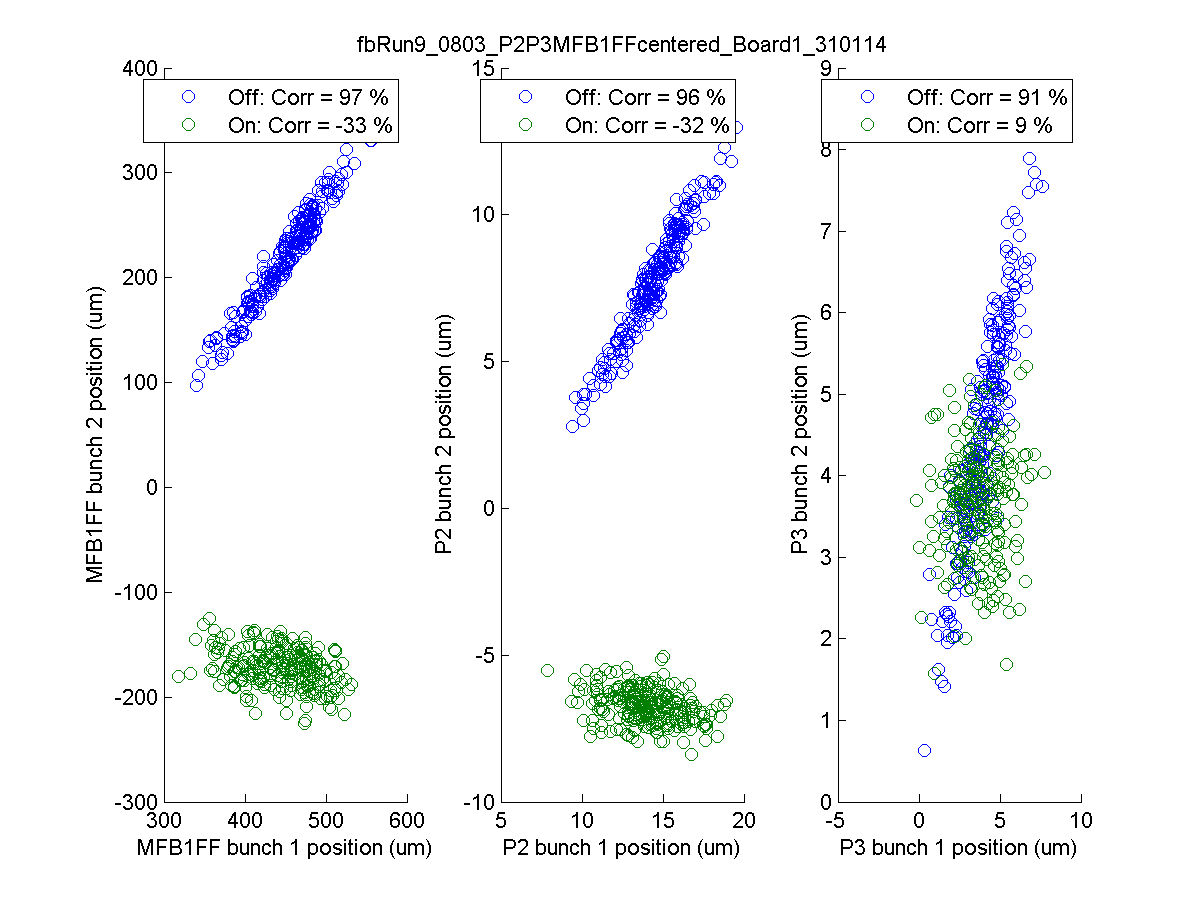 fbRun9_0803_P2P3MFB1FFcentered_Board1_310114
400
300
200
100
0
-100
-200
-300
300
400
500
600
MFB1FF bunch 1 position (um)
MFB1FF bunch 2 position (um)
Off: Corr = 97 %
On: Corr = -33 %
15
10
5
0
-5
-10
5
10
15
20
P2 bunch 1 position (um)
P2 bunch 2 position (um)
Off: Corr = 96 %
On: Corr = -32 %
9
8
7
6
5
4
3
2
1
0
-5
0
5
10
P3 bunch 1 position (um)
P3 bunch 2 position (um)
Off: Corr = 91 %
On: Corr = 9 %